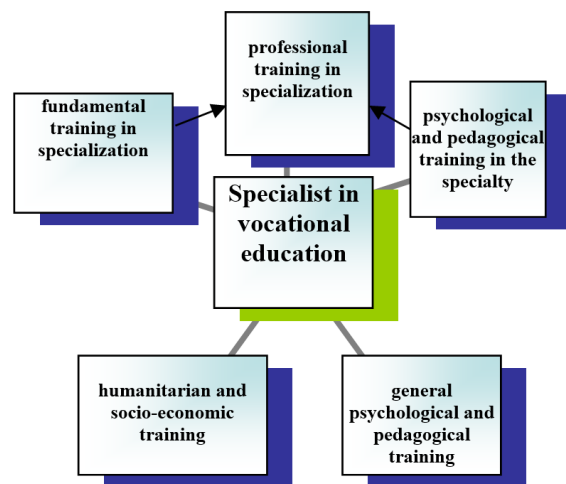 professional
training in
specialization
fundamental
training in
specialization
psychological
and pedagogical
training in the
specialty
Specialist in
vocational
education
humanitarian and
socio-economic
training
general
psychological and
pedagogical
training